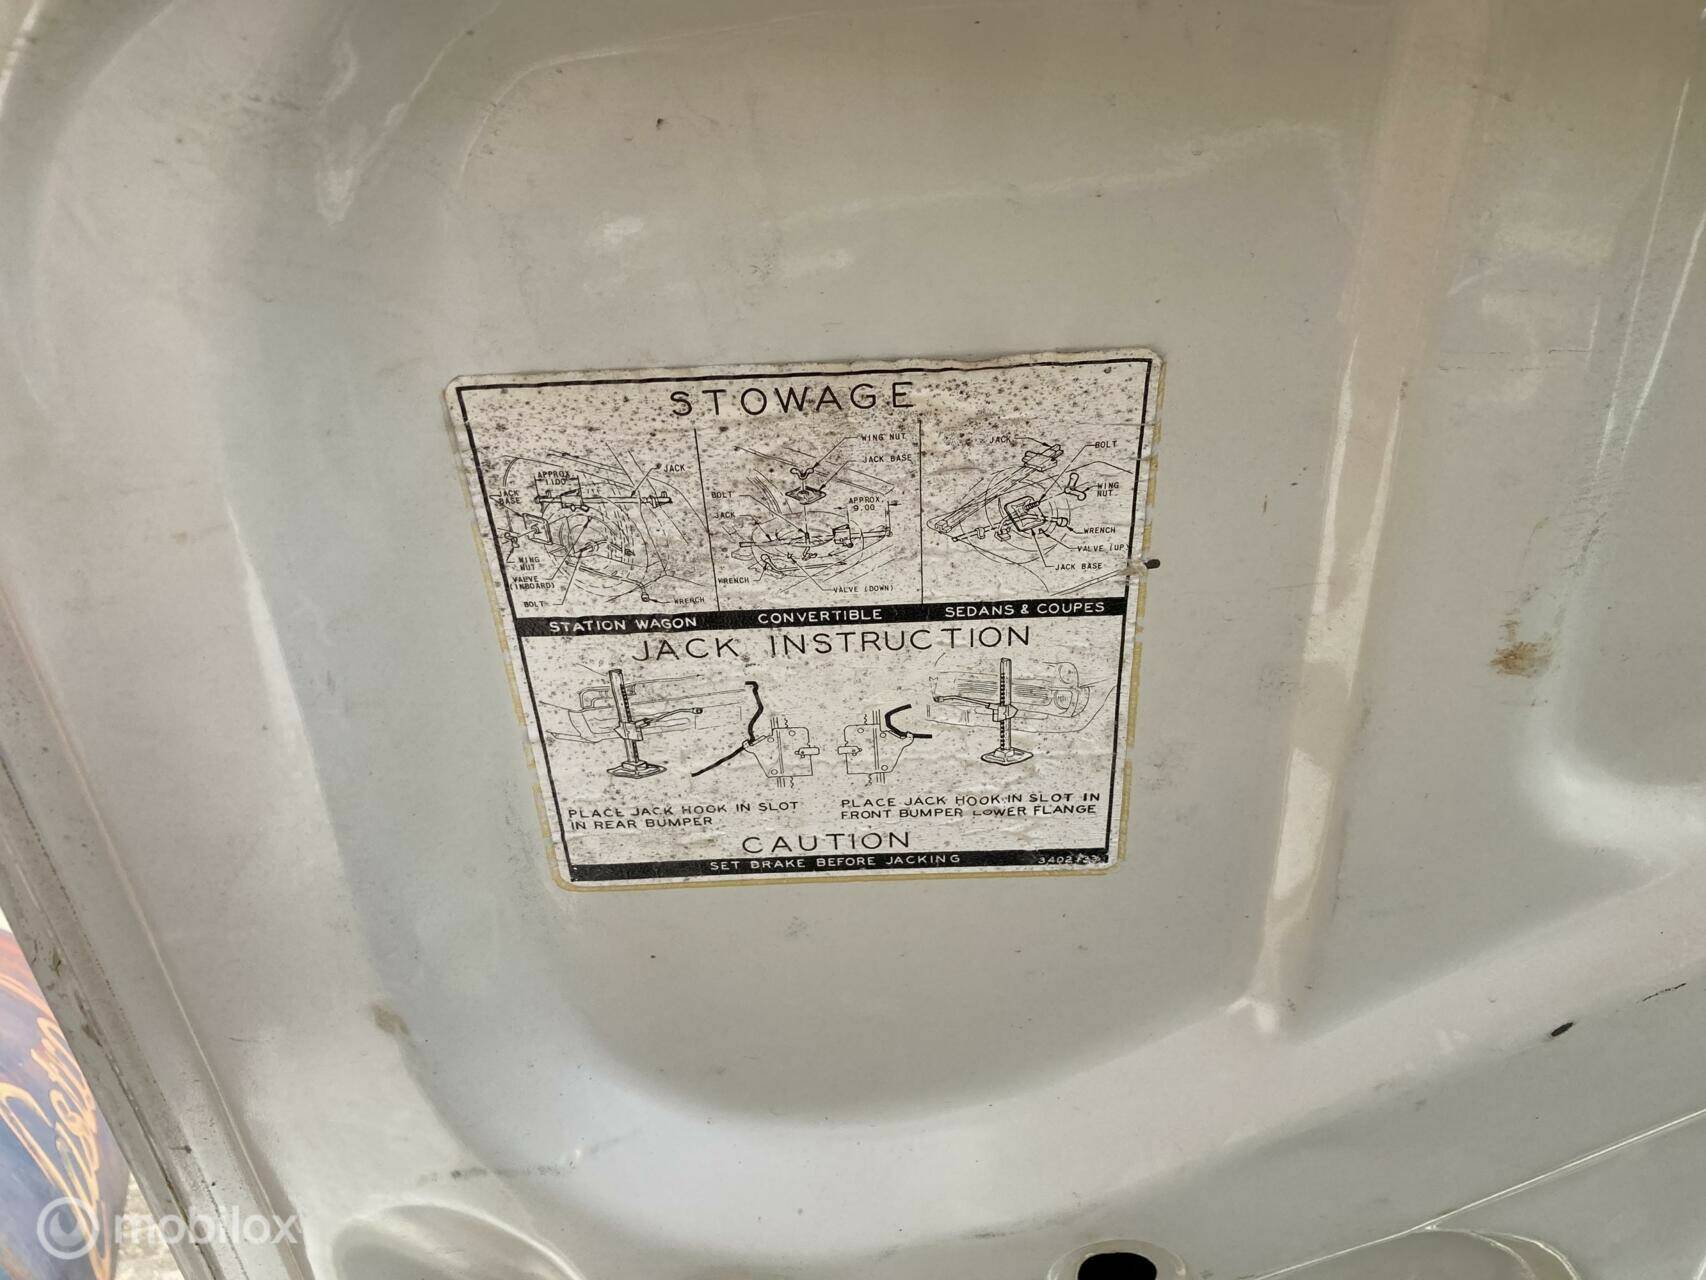 STOWAGE
APPROX
11.00
JACK
JACK
BASE
WING
NUT
VALVE
(INBOARD)
BOLT
WRENCH
WING NUT
JACK BASE
BOLT
JACK
APPROX
9.00
WRENCH
VALVE (DOWN)
JACK
BOLT
WING
NUT
WRENCH
VALVE (UP)
JACK BASE
STATION WAGON
CONVERTIBLE
SEDANS & COUPES
JACK INSTRUCTION
PLACE JACK HOOK IN SLOT
IN REAR BUMPER
PLACE JACK HOOK IN SLOT IN
FRONT BUMPER LOWER FLANGE
CAUTION
SET BRAKE BEFORE JACKING
mobilox